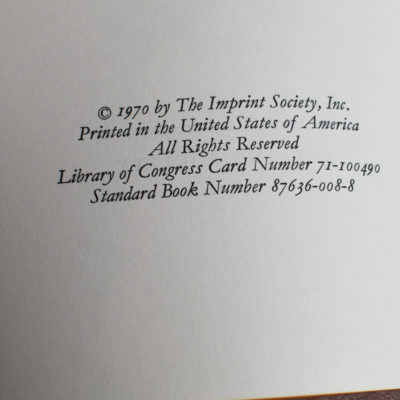 © 1970 by The Imprint Society, Inc.
Printed in the United States of America
All Rights Reserved
Library of Congress Card Number 71-100490
Standard Book Number 87636-008-8